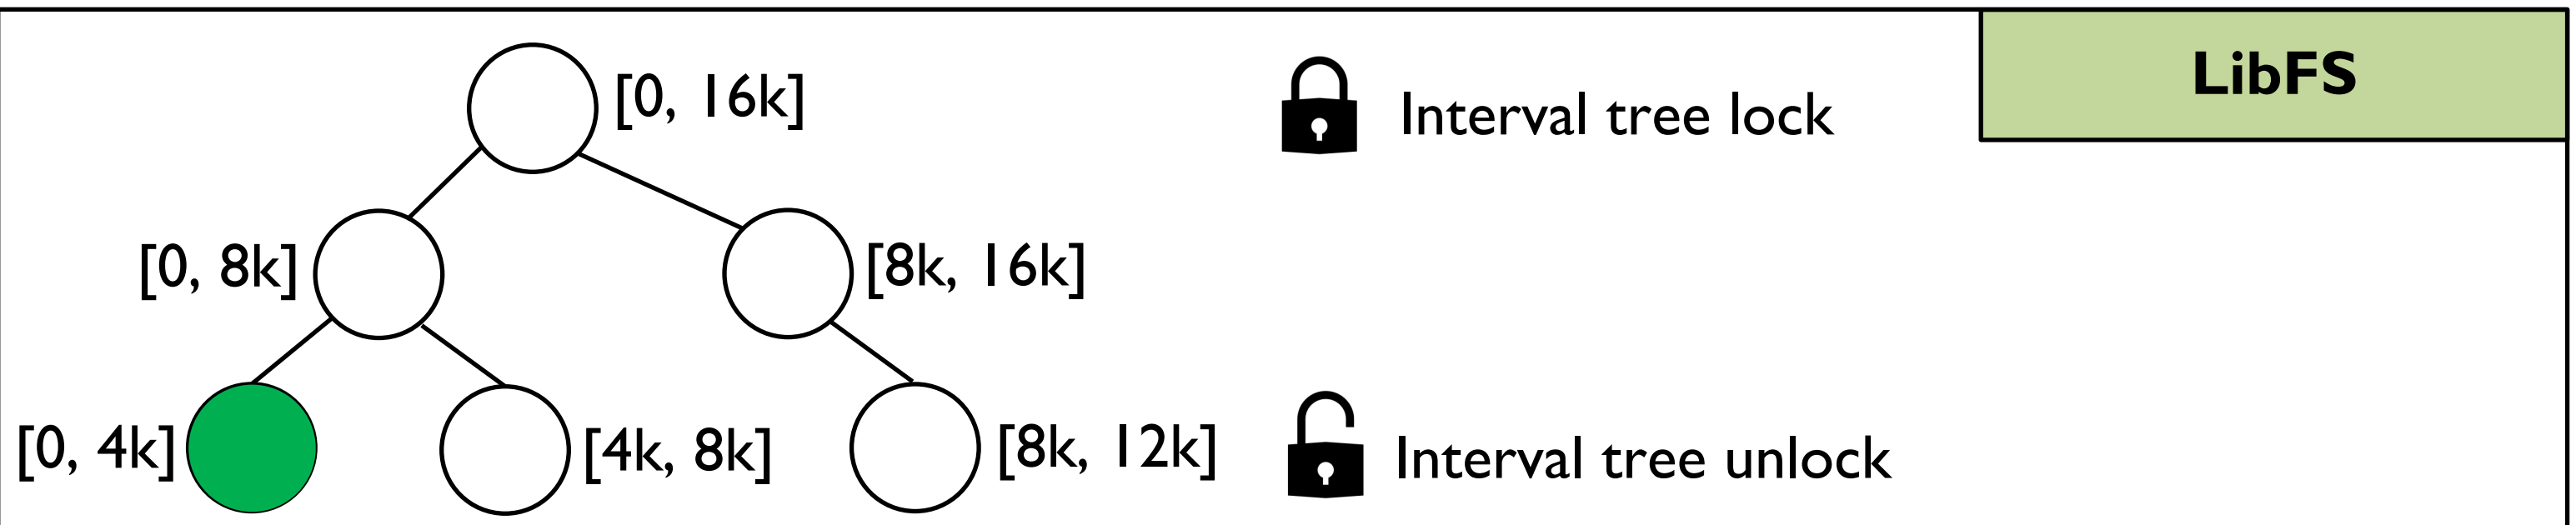 LibFS
[0, 16k]
Interval tree lock
[0, 8k]
[8k, 16k]
[0, 4k]
[4k, 8k]
[8k, 12k]
Interval tree unlock